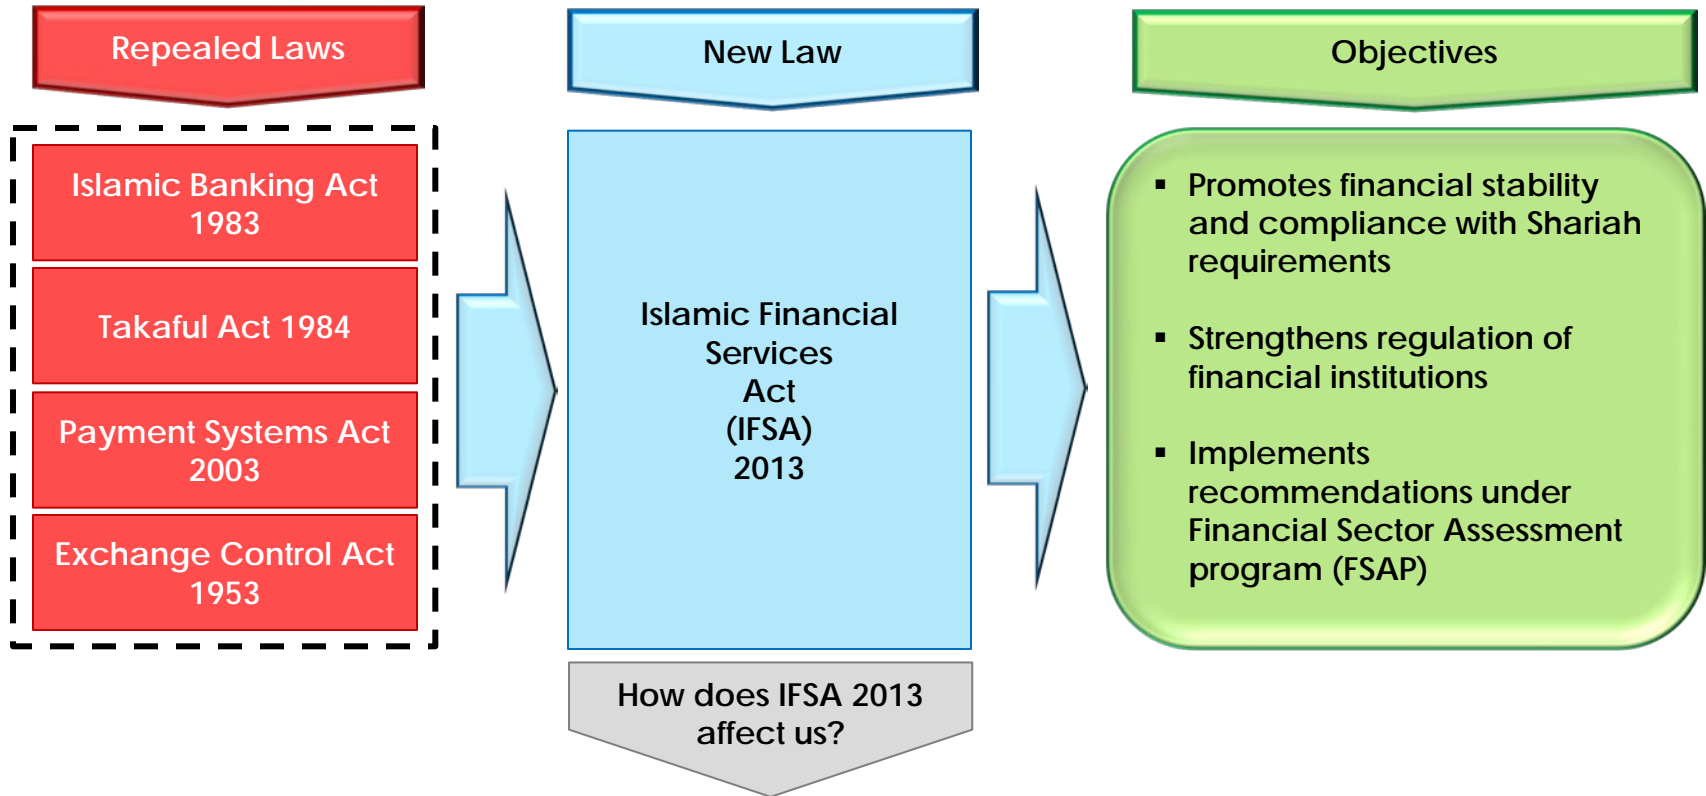 Repealed Laws
New Law
Objectives
Islamic Banking Act
1983
Takaful Act 1984
Payment Systems Act
2003
Exchange Control Act
1953
Islamic Financial
Services
Act
(IFSA)
2013
How does IFSA 2013
affect us?
▪ Promotes financial stability
and compliance with Shariah
requirements
▪ Strengthens regulation of
financial institutions
▪ Implements
recommendations under
Financial Sector Assessment
program (FSAP)